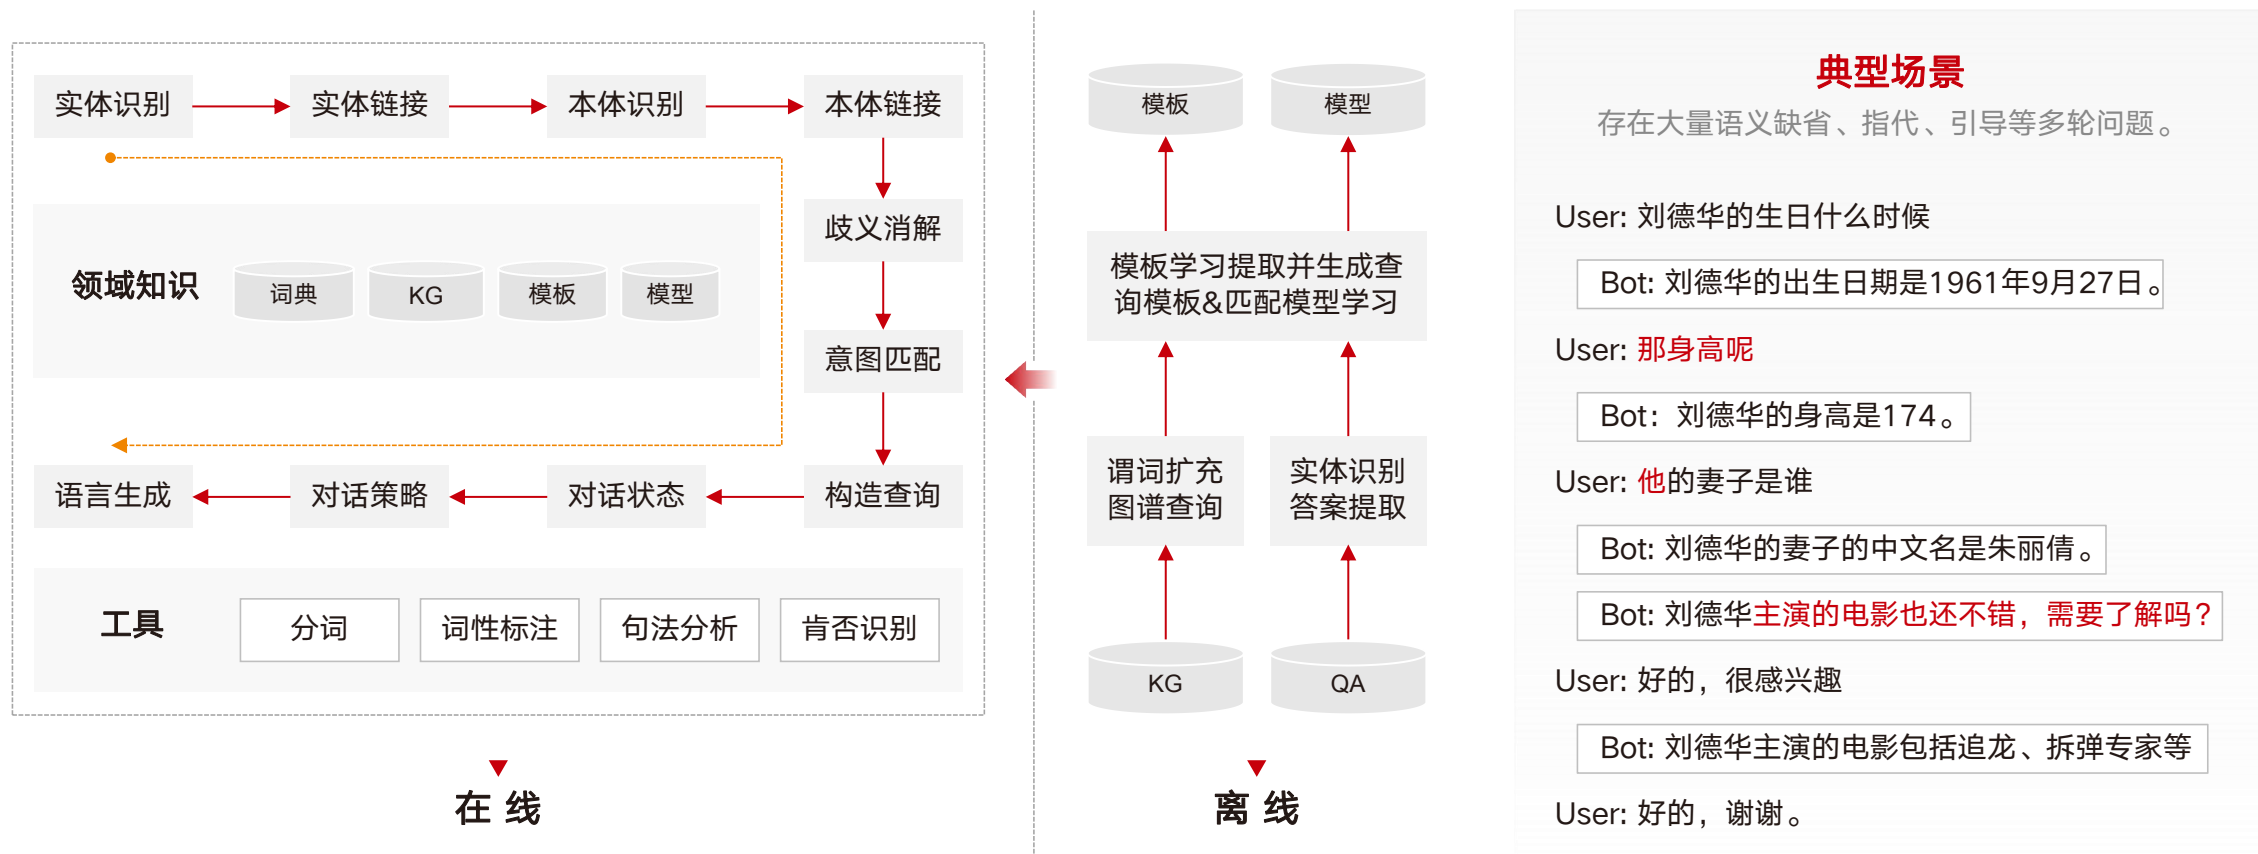 实体识别
实体链接
本体识别
本体链接
歧义消解
领域知识
词典
KG
模板
模型
意图匹配
语言生成
对话策略
对话状态
构造查询
工具
分词
词性标注
句法分析
肯否识别
在 线
模板
模型
模板学习提取并生成查
询模板&匹配模型学习
谓词扩充
图谱查询
实体识别
答案提取
KG
QA
离 线
典型场景
存在大量语义缺省、指代、引导等多轮问题。
User: 刘德华的生日什么时候
Bot: 刘德华的出生日期是1961年9月27日。
User: 那身高呢
Bot: 刘德华的身高是174。
User: 他的妻子是谁
Bot: 刘德华的妻子的中文名是朱丽倩。
Bot: 刘德华主演的电影也还不错，需要了解吗?
User: 好的，很感兴趣
Bot: 刘德华主演的电影包括追龙、拆弹专家等
User: 好的，谢谢。